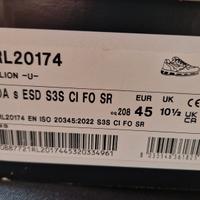 RL20174
LION -U-
DA s ESD S3S CI FO SR
EUR UK
208 45 10½
RL20174 EN ISO 20345:2022 S3S CI FO SR